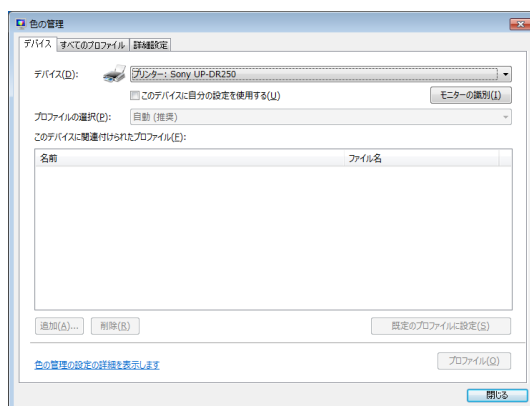 色の管理
デバイス すべてのプロファイル 詳細設定
デバイス(D): プリンター: Sony UP-DR250
このデバイスに自分の設定を使用する(U) モニターの識別(I)
プロファイルの選択(P): 自動 (推奨)
このデバイスに関連付けられたプロファイル(F):
名前 ファイル名
追加(A)... 削除(R) 既定のプロファイルに設定(S)
色の管理の設定の詳細を表示します プロファイル(O)
閉じる